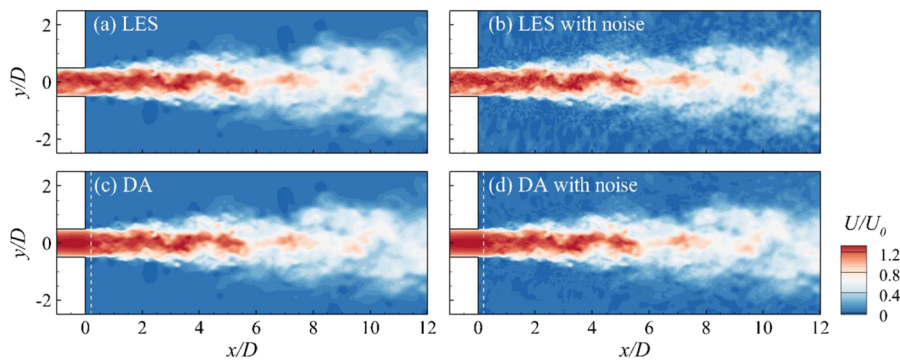 (a) LES
(b) LES with noise
y/D
2
0
-2
(c) DA
(d) DA with noise
y/D
2
0
-2
0 2 4 6 8 10 12
0 2 4 6 8 10 12
x/D
x/D
U/U0
1.2
0.8
0.4
0